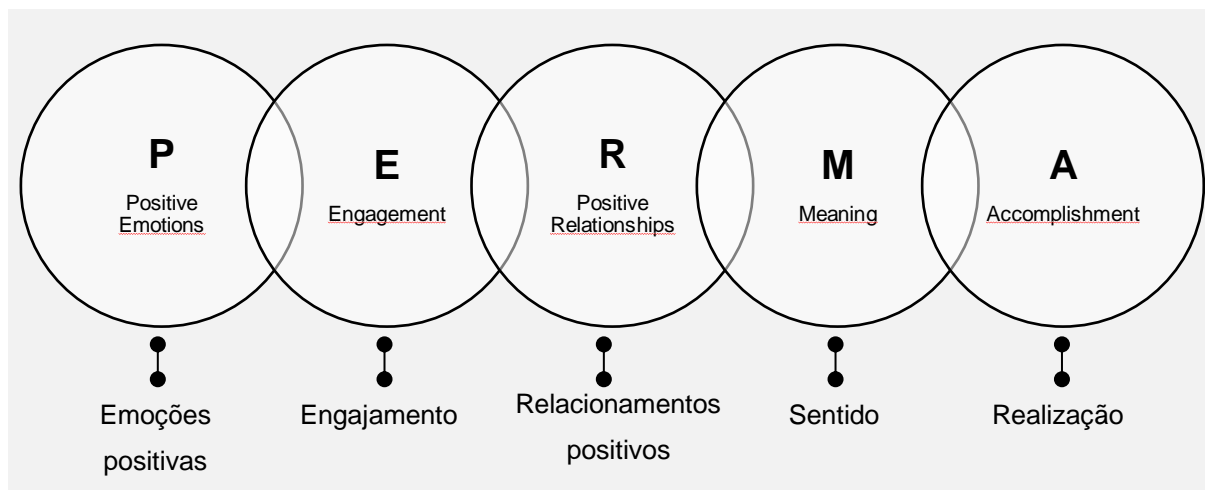 P
Positive
Emotions
E
Engagement
R
Positive
Relationships
M
Meaning
A
Accomplishment
Emoções
positivas
Engajamento
Relacionamentos
positivos
Sentido
Realização